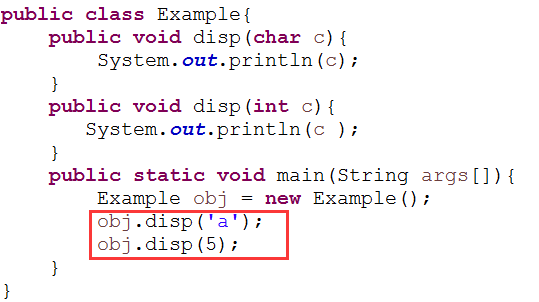 public class Example{
    public void disp(char c){
        System.out.println(c);
    }
    public void disp(int c){
       System.out.println(c );
    }
    public static void main(String args[]){
        Example obj = new Example();
        obj.disp('a');
        obj.disp(5);
    }
}